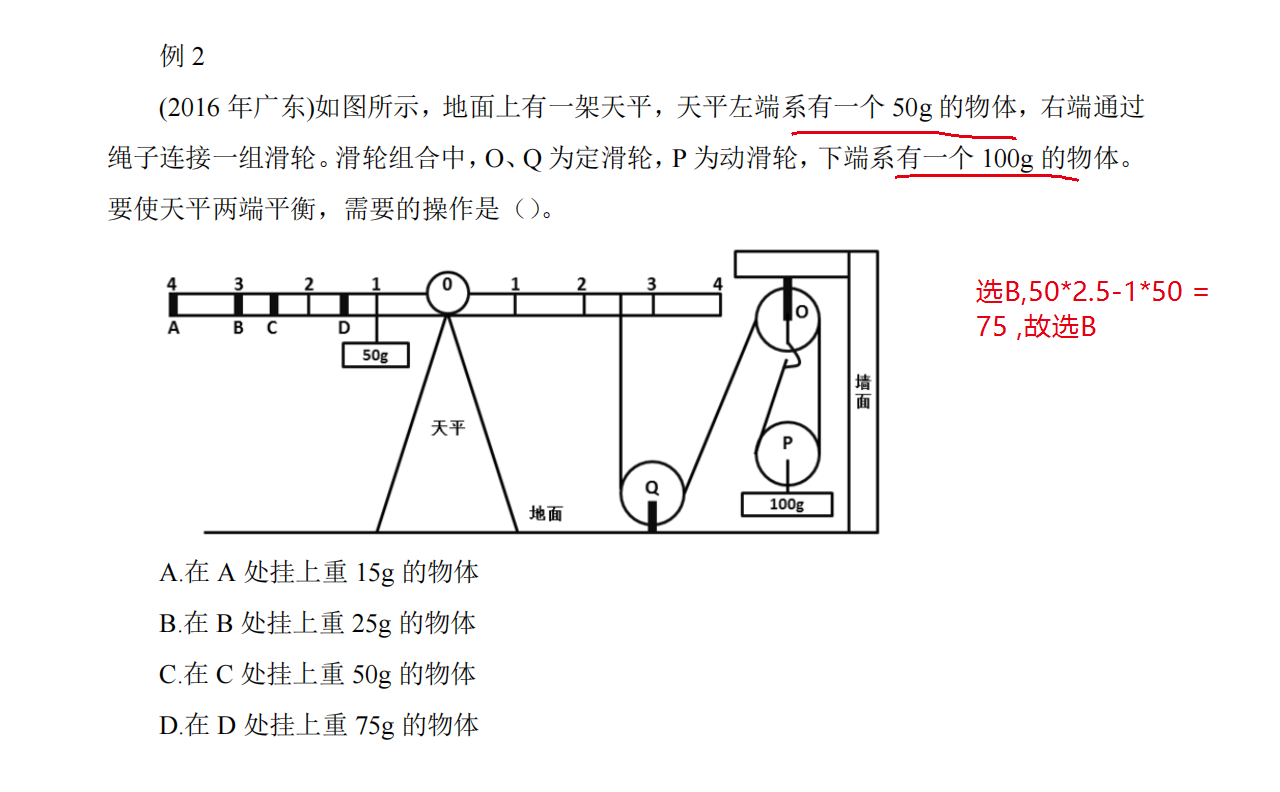 例 2
(2016 年广东)如图所示，地面上有一架天平，天平左端系有一个 50g 的物体，右端通过
绳子连接一组滑轮。滑轮组合中，O、Q 为定滑轮，P 为动滑轮，下端系有一个 100g 的物体。
要使天平两端平衡，需要的操作是（）。
4 3 2 1 0 1 2 3 4
A B C D
50g
O
选B,50*2.5-1*50 =
75 ,故选B
墙面
天平
P
Q
100g
地面
A.在 A 处挂上重 15g 的物体
B.在 B 处挂上重 25g 的物体
C.在 C 处挂上重 50g 的物体
D.在 D 处挂上重 75g 的物体